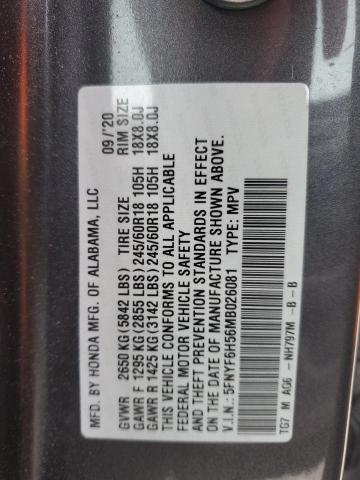 MFD. BY HONDA MFG. OF ALABAMA, LLC 09/'20
GVWR 2650 KG (5842 LBS) TIRE SIZE RIM SIZE
GAWR F 1295 KG (2855 LBS) 245/60R18 105H 18X8.0J
GAWR R 1425 KG (3142 LBS) 245/60R18 105H 18X8.0J
THIS VEHICLE CONFORMS TO ALL APPLICABLE
FEDERAL MOTOR VEHICLE SAFETY
AND THEFT PREVENTION STANDARDS IN EFFECT
ON THE DATE OF MANUFACTURE SHOWN ABOVE.
V.I.N.: 5FNYF6H56MB026081 TYPE: MPV
TG7 M AG6 -NH797M -B -B